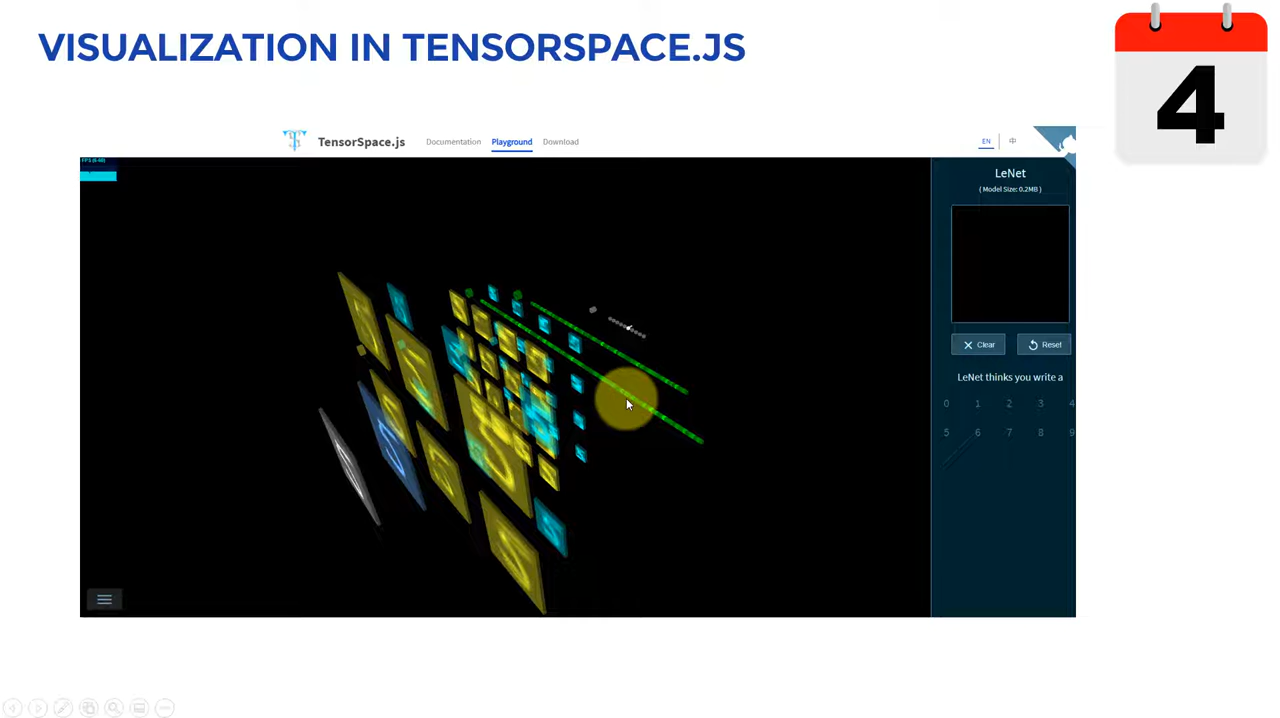 VISUALIZATION IN TENSORSPACE.JS
4
TensorSpace.js
Documentation
Playground
Download
EN
中
LeNet
( Model Size: 0.2MB )
Clear
Reset
LeNet thinks you write a
0 1 2 3 4
5 6 7 8 9